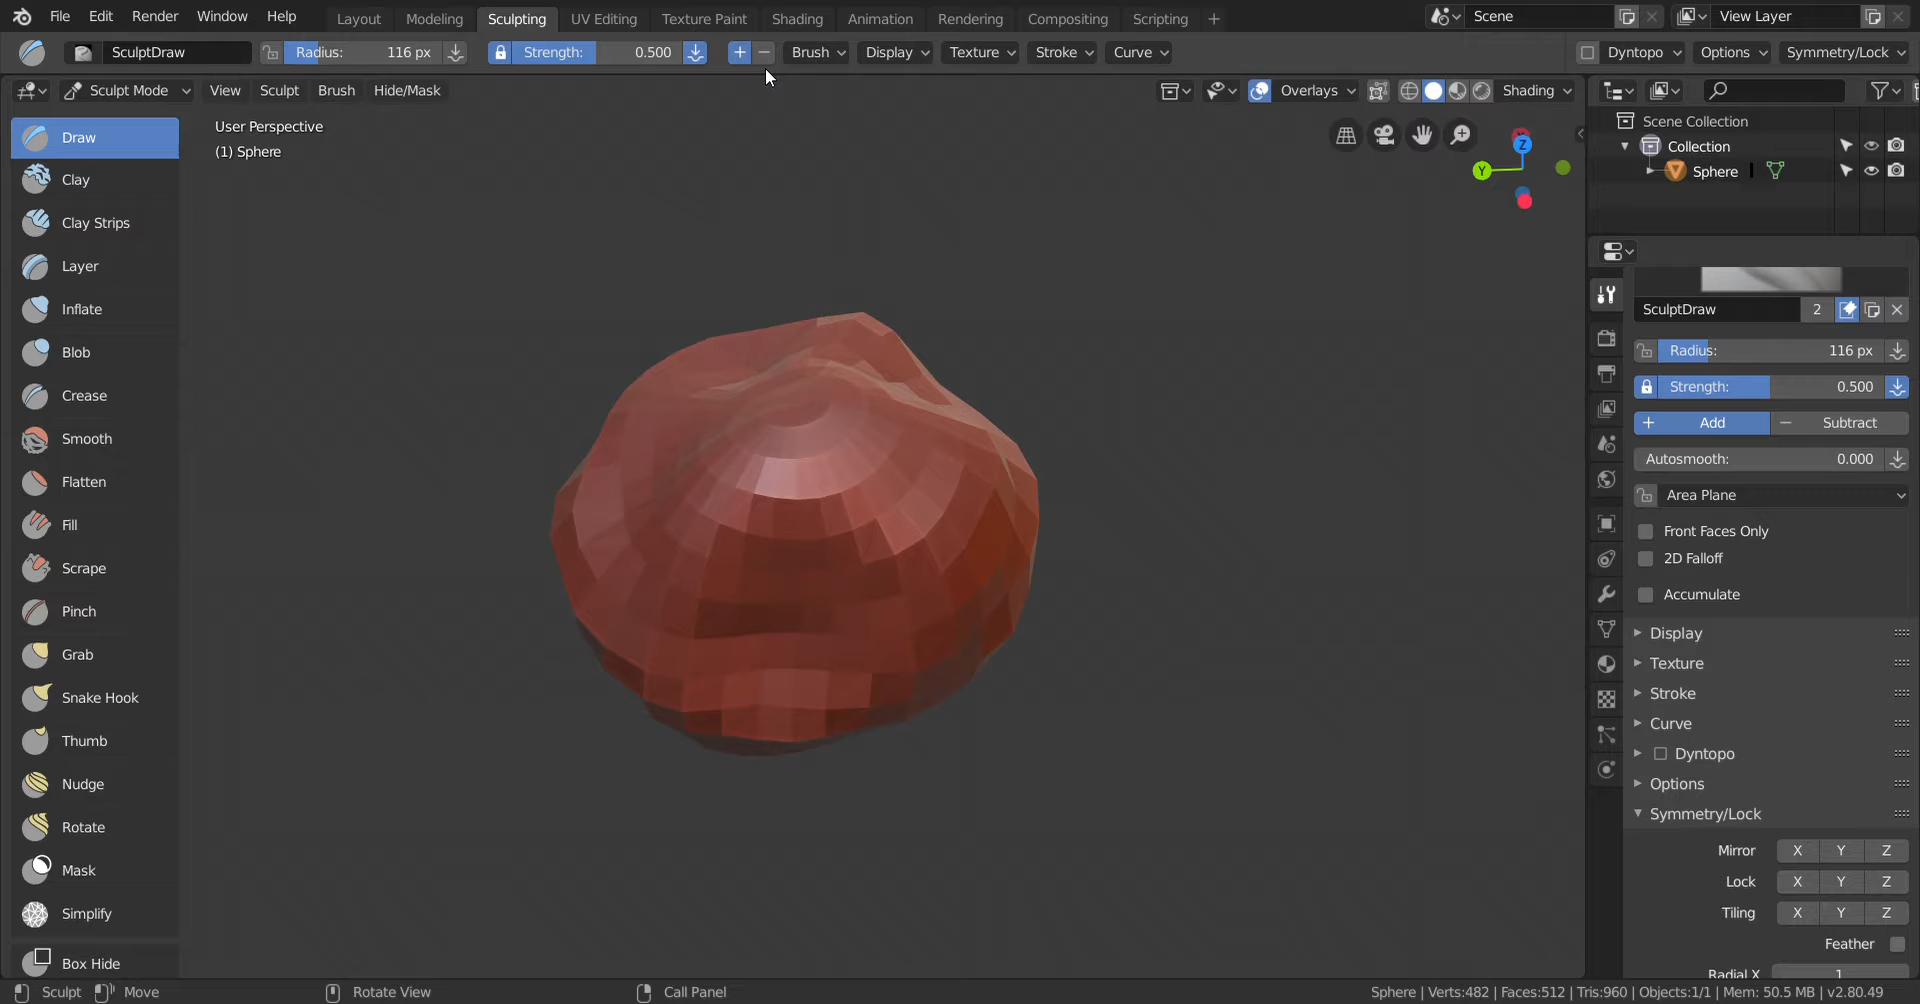 File Edit Render Window Help Layout Modeling Sculpting UV Editing Texture Paint Shading Animation Rendering Compositing Scripting + Scene View Layer
SculptDraw Radius: 116 px Strength: 0.500 + − Brush Display Texture Stroke Curve Dyntopo Options Symmetry/Lock
Sculpt Mode View Sculpt Brush Hide/Mask Overlays Shading
User Perspective
(1) Sphere
Z
Y
Draw
Clay
Clay Strips
Layer
Inflate
Blob
Crease
Smooth
Flatten
Fill
Scrape
Pinch
Grab
Snake Hook
Thumb
Nudge
Rotate
Mask
Simplify
Box Hide
Scene Collection
Collection
Sphere
SculptDraw 2
Radius: 116 px
Strength: 0.500
+ Add − Subtract
Autosmooth: 0.000
Area Plane
Front Faces Only
2D Falloff
Accumulate
Display
Texture
Stroke
Curve
Dyntopo
Options
Symmetry/Lock
Mirror X Y Z
Lock X Y Z
Tiling X Y Z
Feather
Radial X 1
Sculpt Move Rotate View Call Panel Sphere | Verts:482 | Faces:512 | Tris:960 | Objects:1/1 | Mem: 50.5 MB | v2.80.49